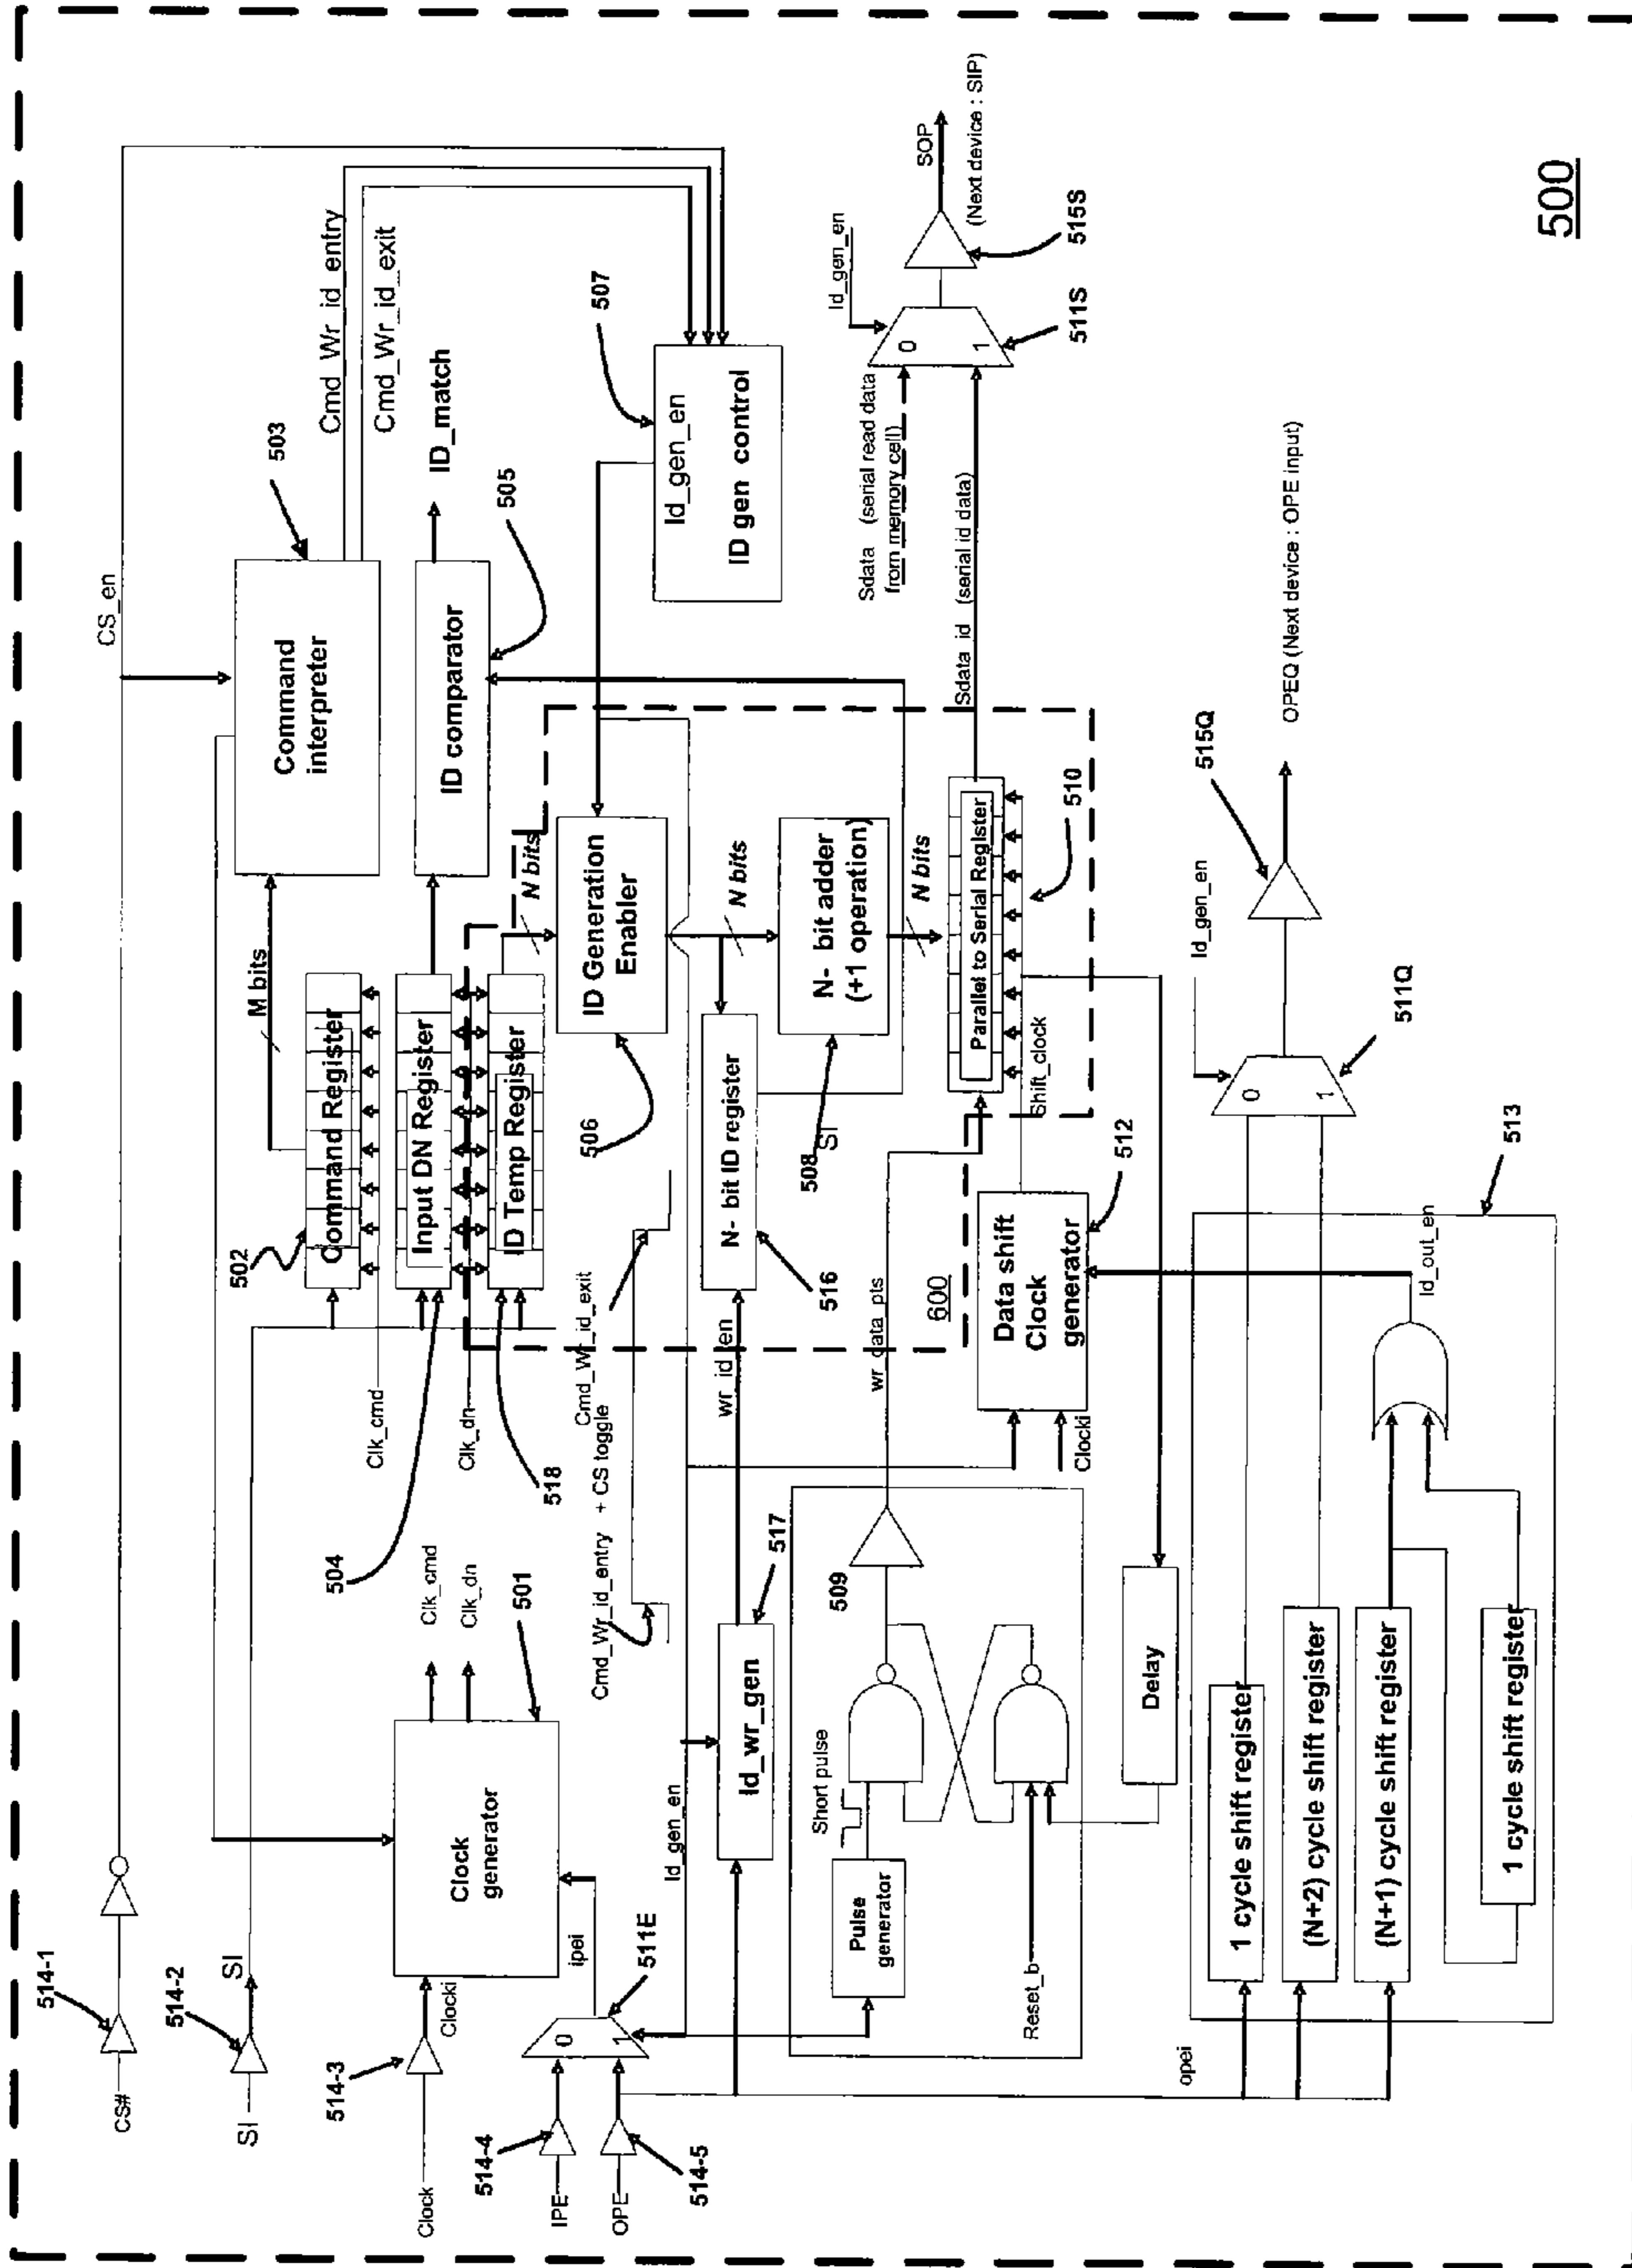 CS#
514-1
CS_en
SI
514-2
SI
Clock
514-3
Clocki
IPE
514-4
OPE
514-5
0
1
511E
ipei
Clock
generator
501
Clk_cmd
Clk_dn
502
Command Register
M bits
Clk_cmd
504
Input DN Register
Clk_dn
518
ID Temp Register
N bits
Command
interpreter
503
Cmd_Wr_id_entry
Cmd_Wr_id_exit
ID comparator
505
ID_match
ID Generation
Enabler
506
Id_gen_en
ID gen control
507
Cmd_Wr_id_entry + CS toggle
Cmd_Wr_id_exit
Id_gen_en
Id_wr_gen
517
wr_id_en
N- bit ID register
516
N bits
N- bit adder
(+1 operation)
508
SI
N bits
Parallel to Serial Register
510
Shift_clock
Sdata_id (serial id data)
Sdata (serial read data
from memory cell)
Id_gen_en
0
1
511S
515S
SOP
(Next device : SIP)
Pulse
generator
Short pulse
509
Reset_b
wr_data_pts
600
Data shift
Clock
generator
512
Clocki
Delay
opei
1 cycle shift register
(N+2) cycle shift register
(N+1) cycle shift register
1 cycle shift register
Id_out_en
513
Id_gen_en
0
1
511Q
515Q
OPEQ (Next device : OPE input)
500